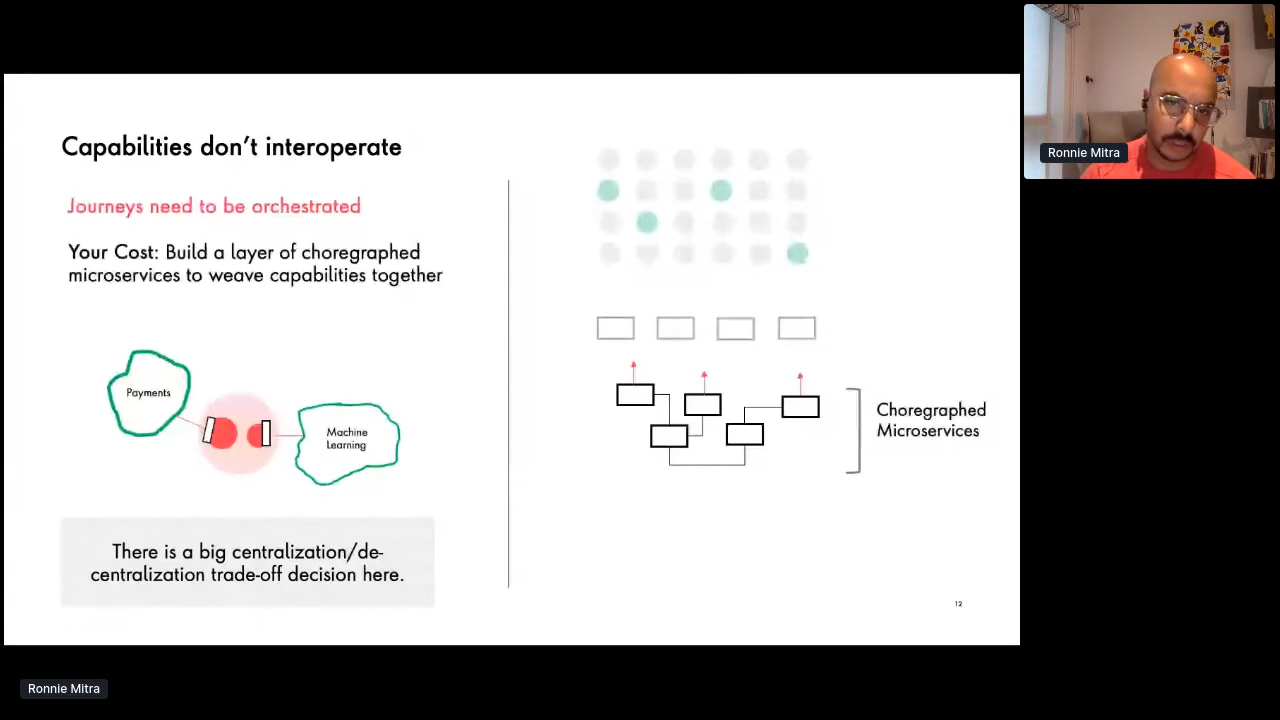 Capabilities don't interoperate
Journeys need to be orchestrated
Your Cost: Build a layer of choregraphed
microservices to weave capabilities together
Payments
Machine
Learning
There is a big centralization/de-
centralization trade-off decision here.
Choregraphed
Microservices
12
Ronnie Mitra
Ronnie Mitra